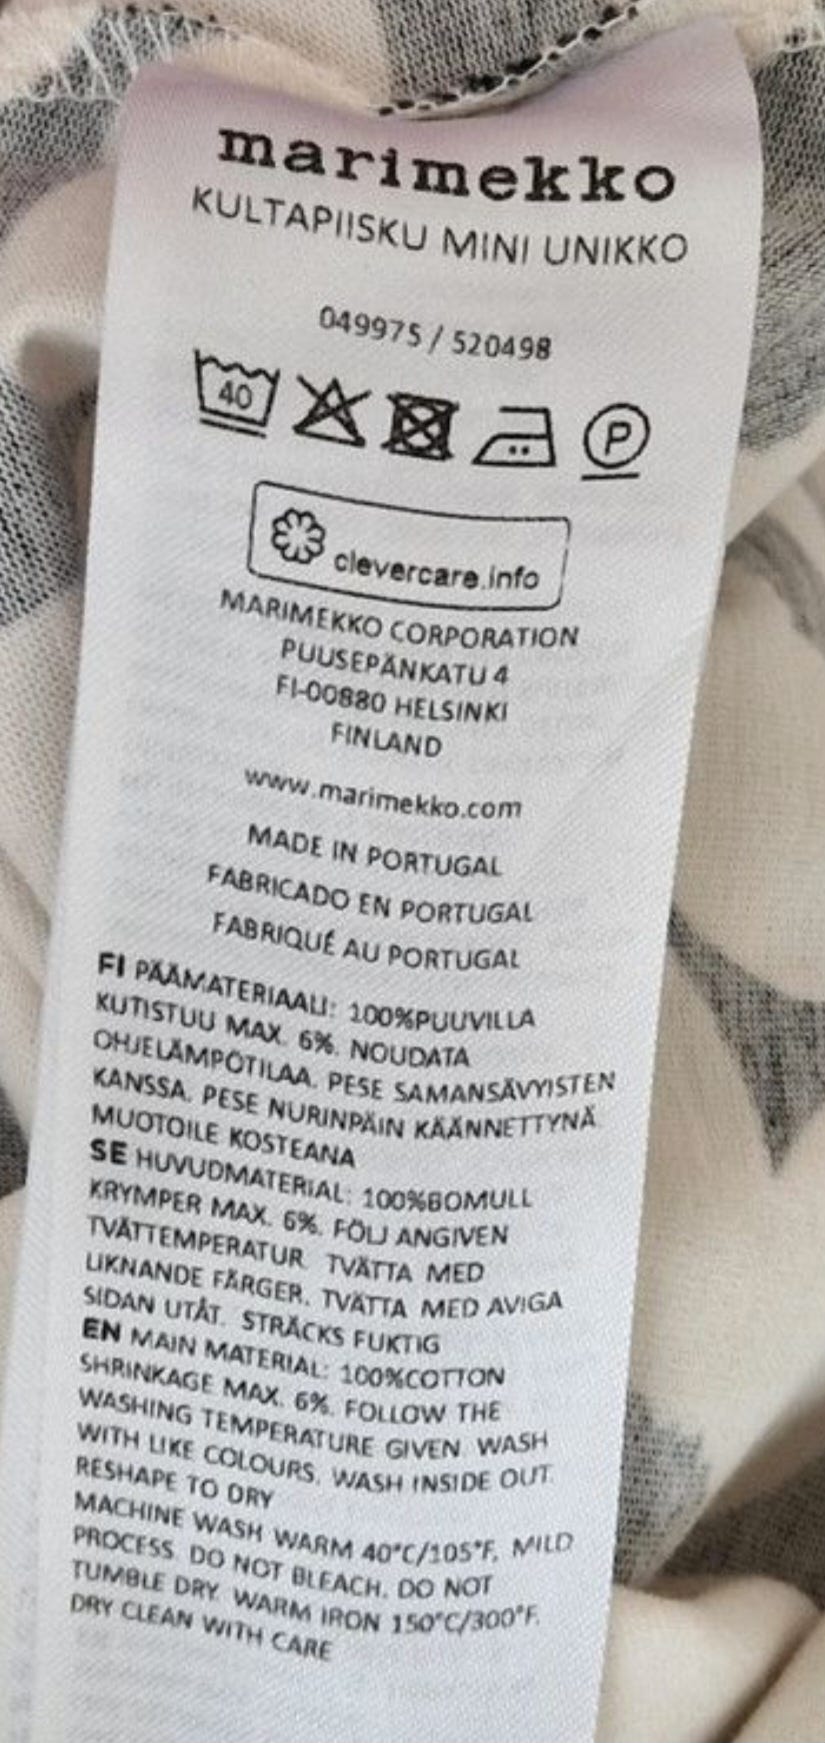 marimekko
KULTAPIISKU MINI UNIKKO
049975 / 520498
40
P
clevercare.info
MARIMEKKO CORPORATION
PUUSEPÄNKATU 4
FI-00880 HELSINKI
FINLAND
www.marimekko.com
MADE IN PORTUGAL
FABRICADO EN PORTUGAL
FABRIQUÉ AU PORTUGAL
FI PÄÄMATERIAALI: 100%PUUVILLA
KUTISTUU MAX. 6%. NOUDATA
OHJELÄMPÖTILAA. PESE SAMANSÄVYISTEN
KANSSA. PESE NURINPÄIN KÄÄNNETTYNÄ.
MUOTOILE KOSTEANA
SE HUVUDMATERIAL: 100%BOMULL
KRYMPER MAX. 6%. FÖLJ ANGIVEN
TVÄTTEMPERATUR. TVÄTTA MED
LIKNANDE FÄRGER. TVÄTTA MED AVIGA
SIDAN UTÅT. STRÄCKS FUKTIG
EN MAIN MATERIAL: 100%COTTON
SHRINKAGE MAX. 6%. FOLLOW THE
WASHING TEMPERATURE GIVEN. WASH
WITH LIKE COLOURS. WASH INSIDE OUT.
RESHAPE TO DRY
MACHINE WASH WARM 40°C/105°F, MILD
PROCESS. DO NOT BLEACH. DO NOT
TUMBLE DRY. WARM IRON 150°C/300°F.
DRY CLEAN WITH CARE